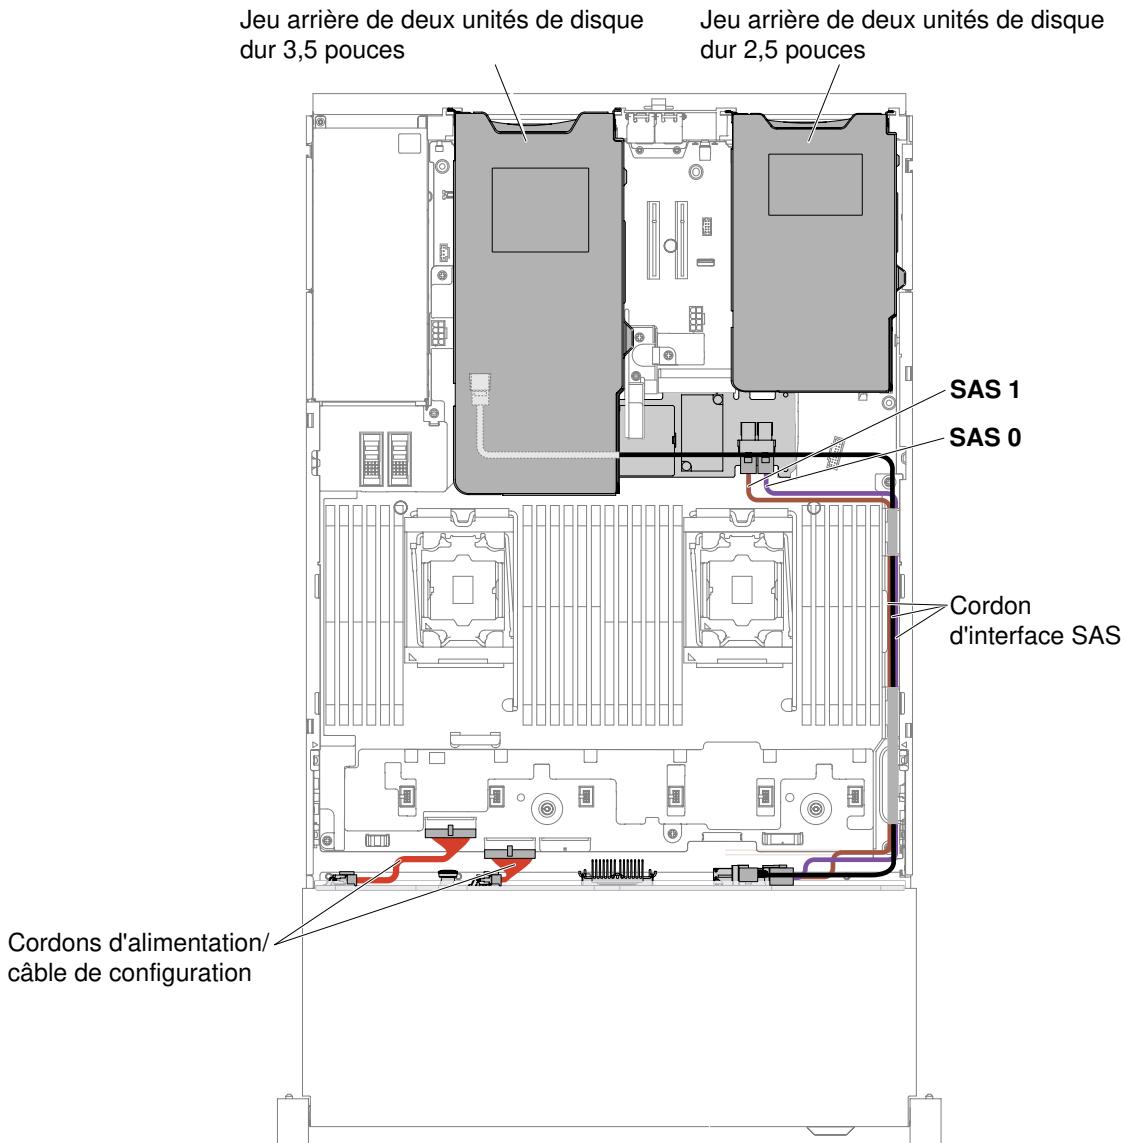 Jeu arrière de deux unités de disque
dur 3,5 pouces
Jeu arrière de deux unités de disque
dur 2,5 pouces
SAS 1
SAS 0
Cordon
d'interface SAS
Cordons d'alimentation/
câble de configuration